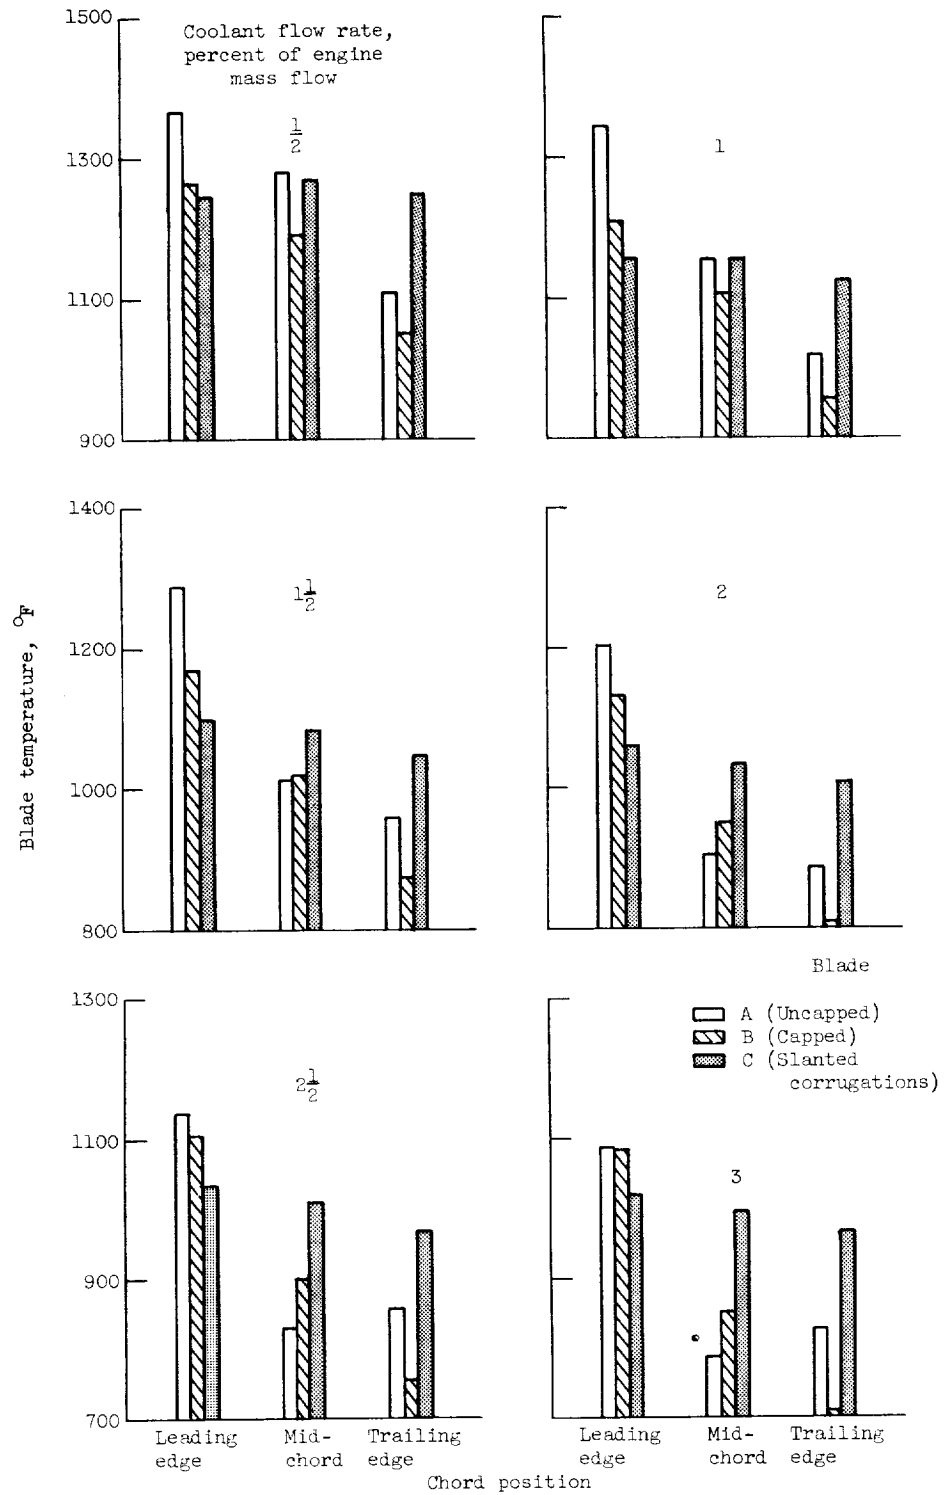 1500
Coolant flow rate,
percent of engine
mass flow
1/2
1
1300
1100
900
1400
1 1/2
2
1200
1000
800
Blade temperature, °F
Blade
A (Uncapped)
B (Capped)
C (Slanted
corrugations)
1300
2 1/2
3
1100
900
700
Leading
edge
Mid-
chord
Trailing
edge
Leading
edge
Mid-
chord
Trailing
edge
Chord position